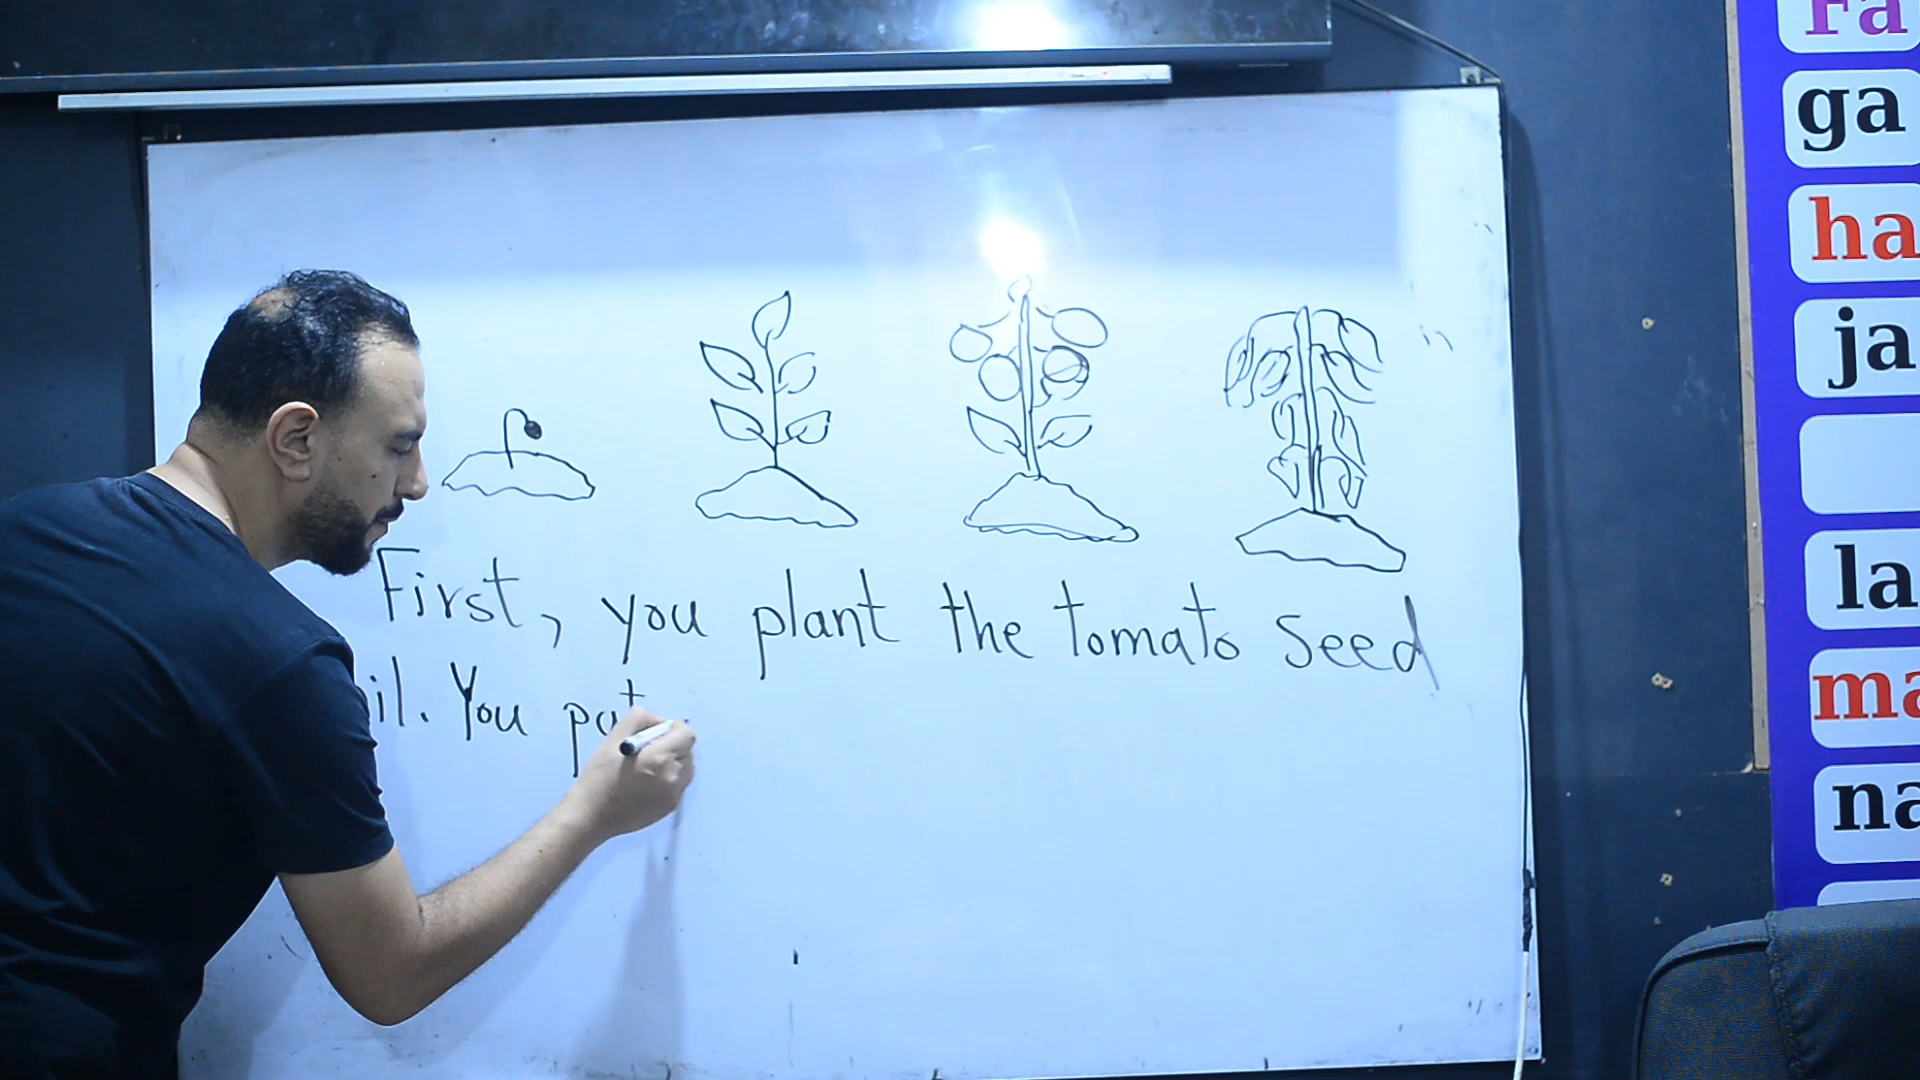 First, you plant the tomato seed
il. You put
Fa
ga
ha
ja
la
ma
na